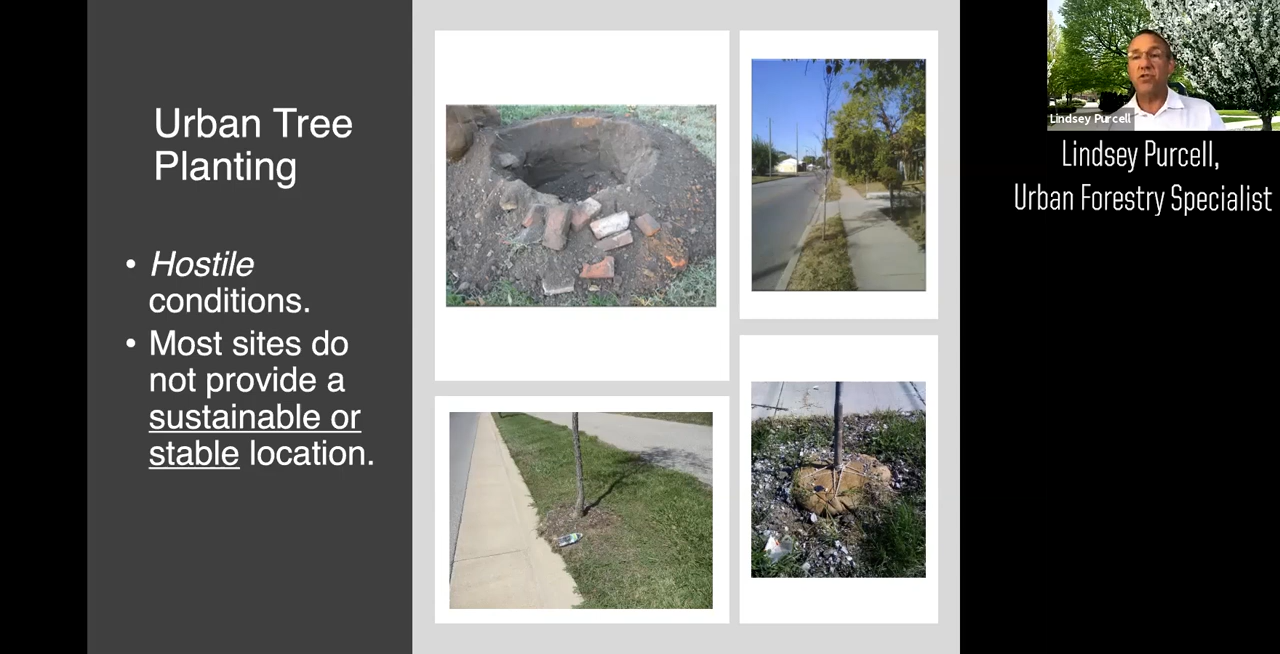 Urban Tree
Planting
• Hostile
conditions.
• Most sites do
not provide a
sustainable or
stable location.
Lindsey Purcell
Lindsey Purcell,
Urban Forestry Specialist